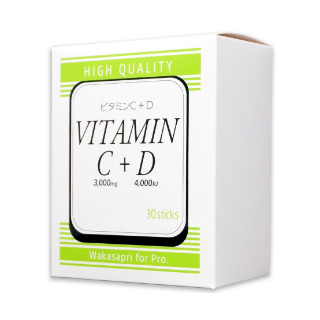 HIGH QUALITY
ビタミンC+D
VITAMIN
C+D
3,000mg 4,000IU
30sticks
Wakasapri for Pro.